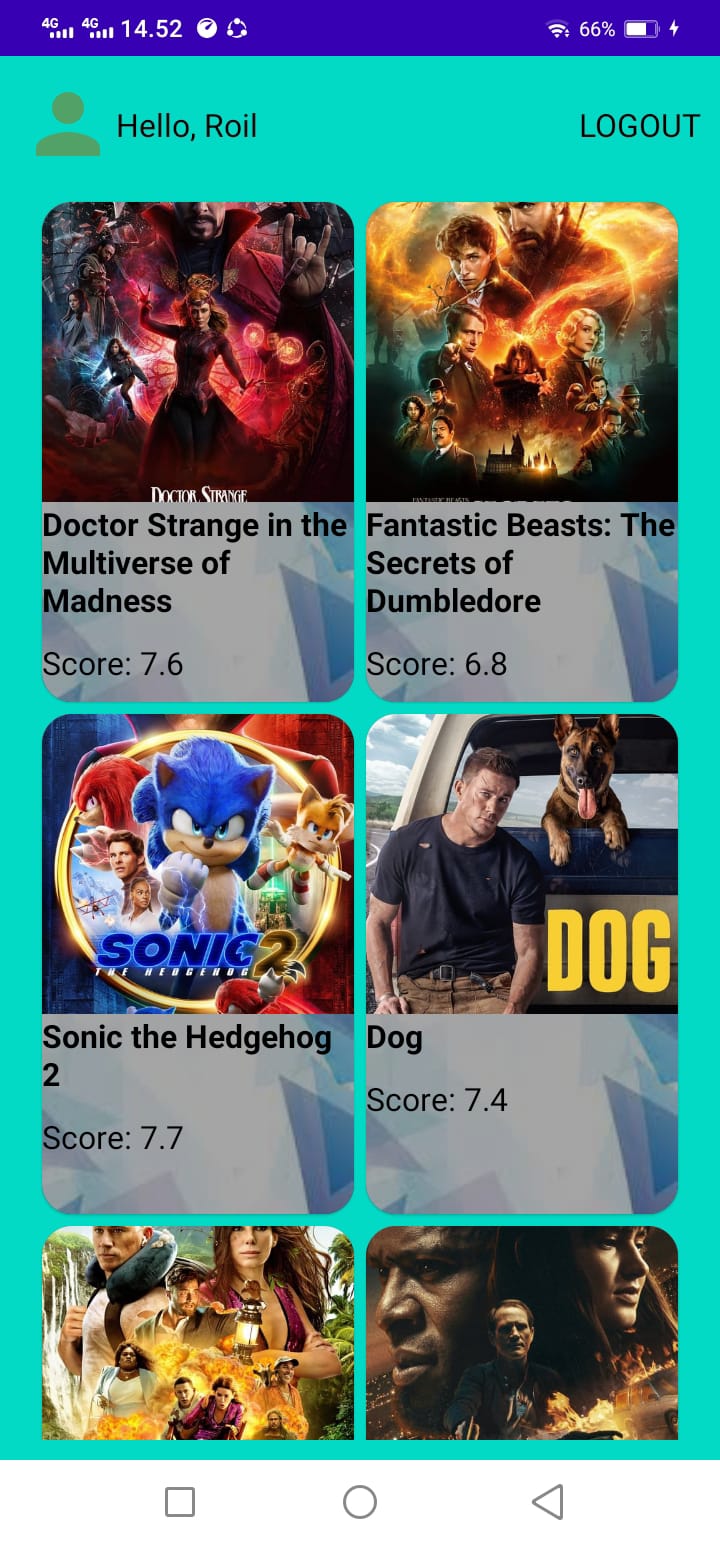 4G 4G 14.52 66%
Hello, Roil LOGOUT
DOCTOR STRANGE
FANTASTIC BEASTS
Doctor Strange in the
Multiverse of
Madness
Score: 7.6
Fantastic Beasts: The
Secrets of
Dumbledore
Score: 6.8
SONIC 2
THE HEDGEHOG
DOG
Sonic the Hedgehog
2
Score: 7.7
Dog
Score: 7.4